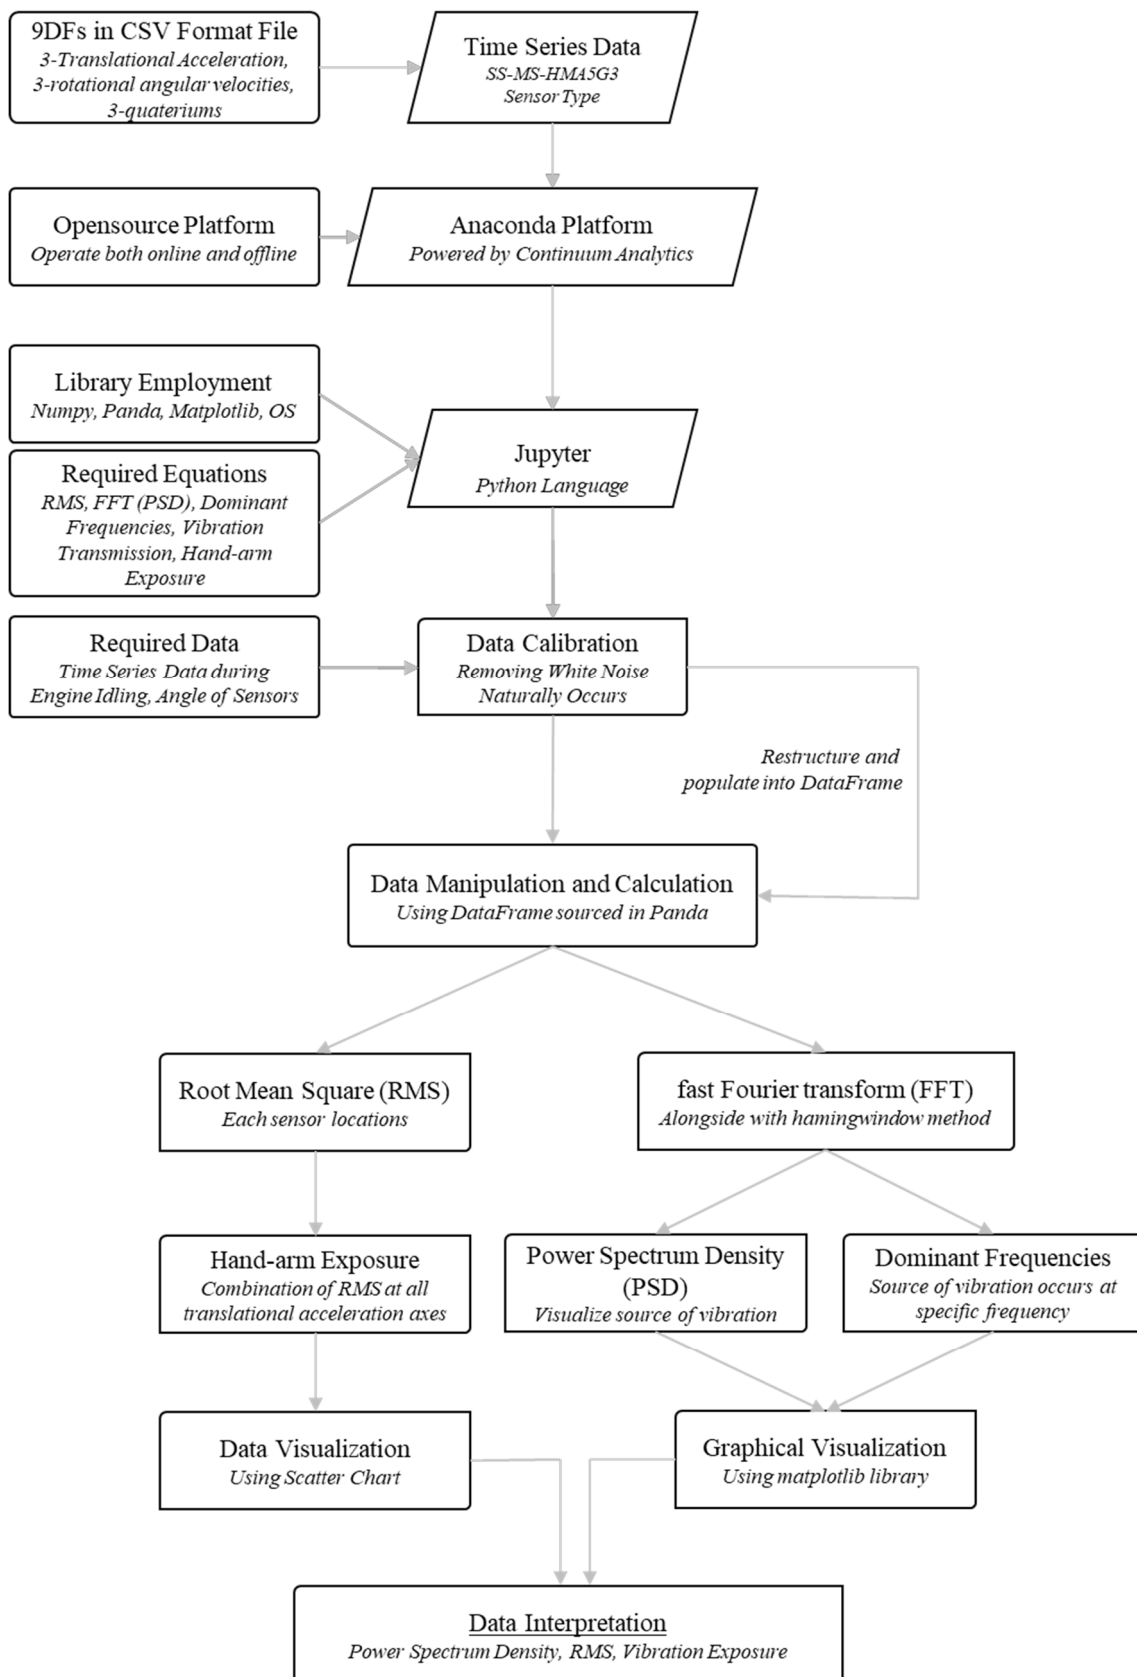 9DFs in CSV Format File
3-Translational Acceleration,
3-rotational angular velocities,
3-quateriums
Time Series Data
SS-MS-HMA5G3
Sensor Type
Opensource Platform
Operate both online and offline
Anaconda Platform
Powered by Continuum Analytics
Library Employment
Numpy, Panda, Matplotlib, OS
Required Equations
RMS, FFT (PSD), Dominant
Frequencies, Vibration
Transmission, Hand-arm
Exposure
Jupyter
Python Language
Required Data
Time Series Data during
Engine Idling, Angle of Sensors
Data Calibration
Removing White Noise
Naturally Occurs
Restructure and
populate into DataFrame
Data Manipulation and Calculation
Using DataFrame sourced in Panda
Root Mean Square (RMS)
Each sensor locations
fast Fourier transform (FFT)
Alongside with hamingwindow method
Hand-arm Exposure
Combination of RMS at all
translational acceleration axes
Power Spectrum Density
(PSD)
Visualize source of vibration
Dominant Frequencies
Source of vibration occurs at
specific frequency
Data Visualization
Using Scatter Chart
Graphical Visualization
Using matplotlib library
Data Interpretation
Power Spectrum Density, RMS, Vibration Exposure